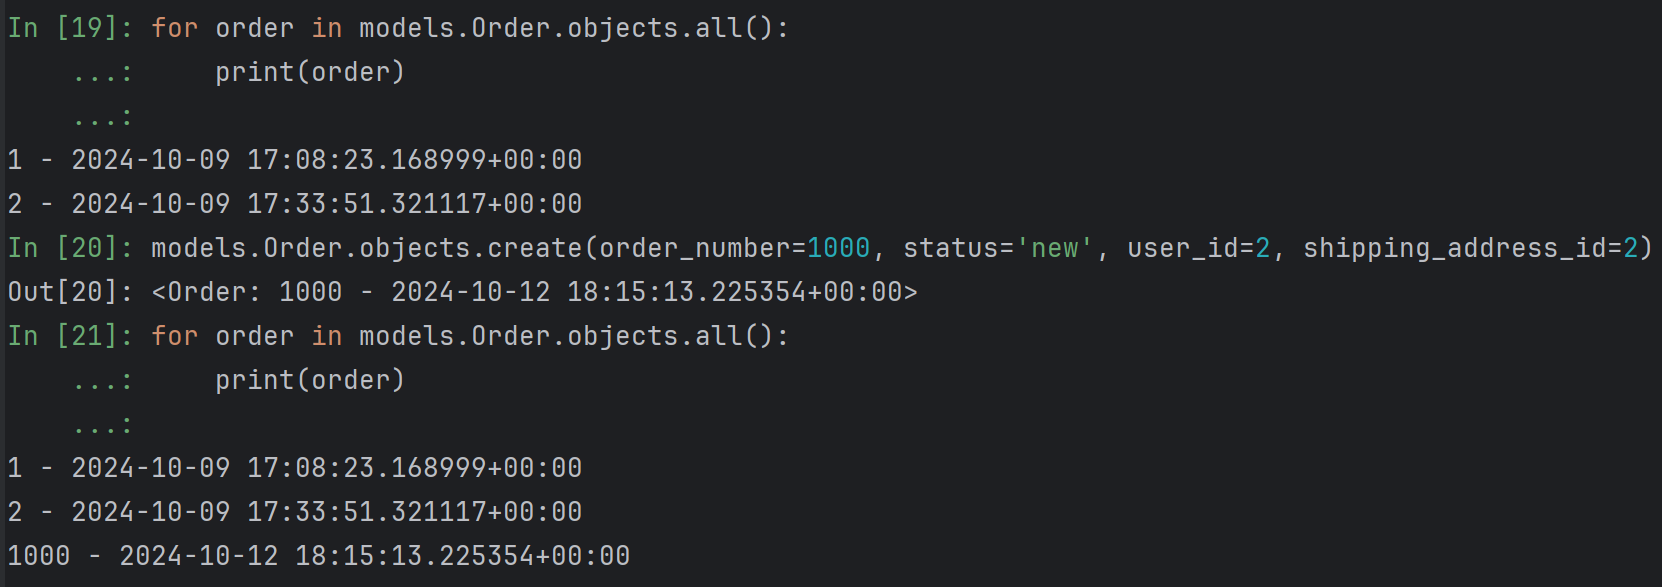 In [19]: for order in models.Order.objects.all():
    ...:     print(order)
    ...:
1 - 2024-10-09 17:08:23.168999+00:00
2 - 2024-10-09 17:33:51.321117+00:00
In [20]: models.Order.objects.create(order_number=1000, status='new', user_id=2, shipping_address_id=2)
Out[20]: <Order: 1000 - 2024-10-12 18:15:13.225354+00:00>
In [21]: for order in models.Order.objects.all():
    ...:     print(order)
    ...:
1 - 2024-10-09 17:08:23.168999+00:00
2 - 2024-10-09 17:33:51.321117+00:00
1000 - 2024-10-12 18:15:13.225354+00:00